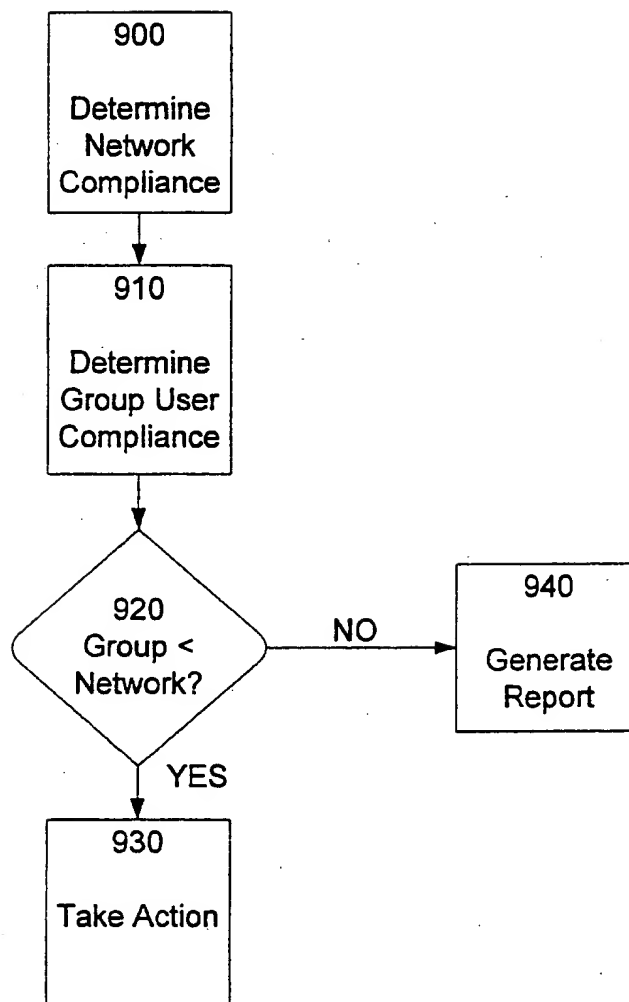 900
Determine
Network
Compliance
910
Determine
Group User
Compliance
920
Group <
Network?
NO
940
Generate
Report
YES
930
Take Action